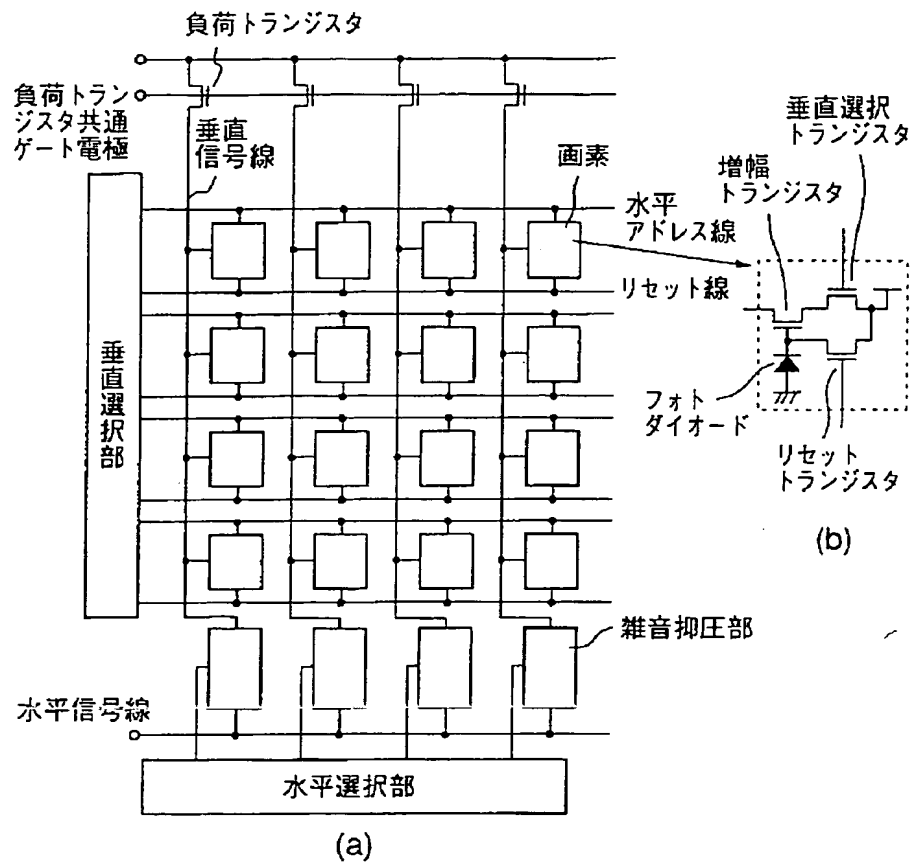 負荷トランジスタ
負荷トラン
ジスタ共通
ゲート電極
垂直
信号線
画素
水平
アドレス線
リセット線
垂直選択
トランジスタ
増幅
トランジスタ
フォト
ダイオード
リセット
トランジスタ
(b)
垂直選択部
雑音抑圧部
水平信号線
水平選択部
(a)